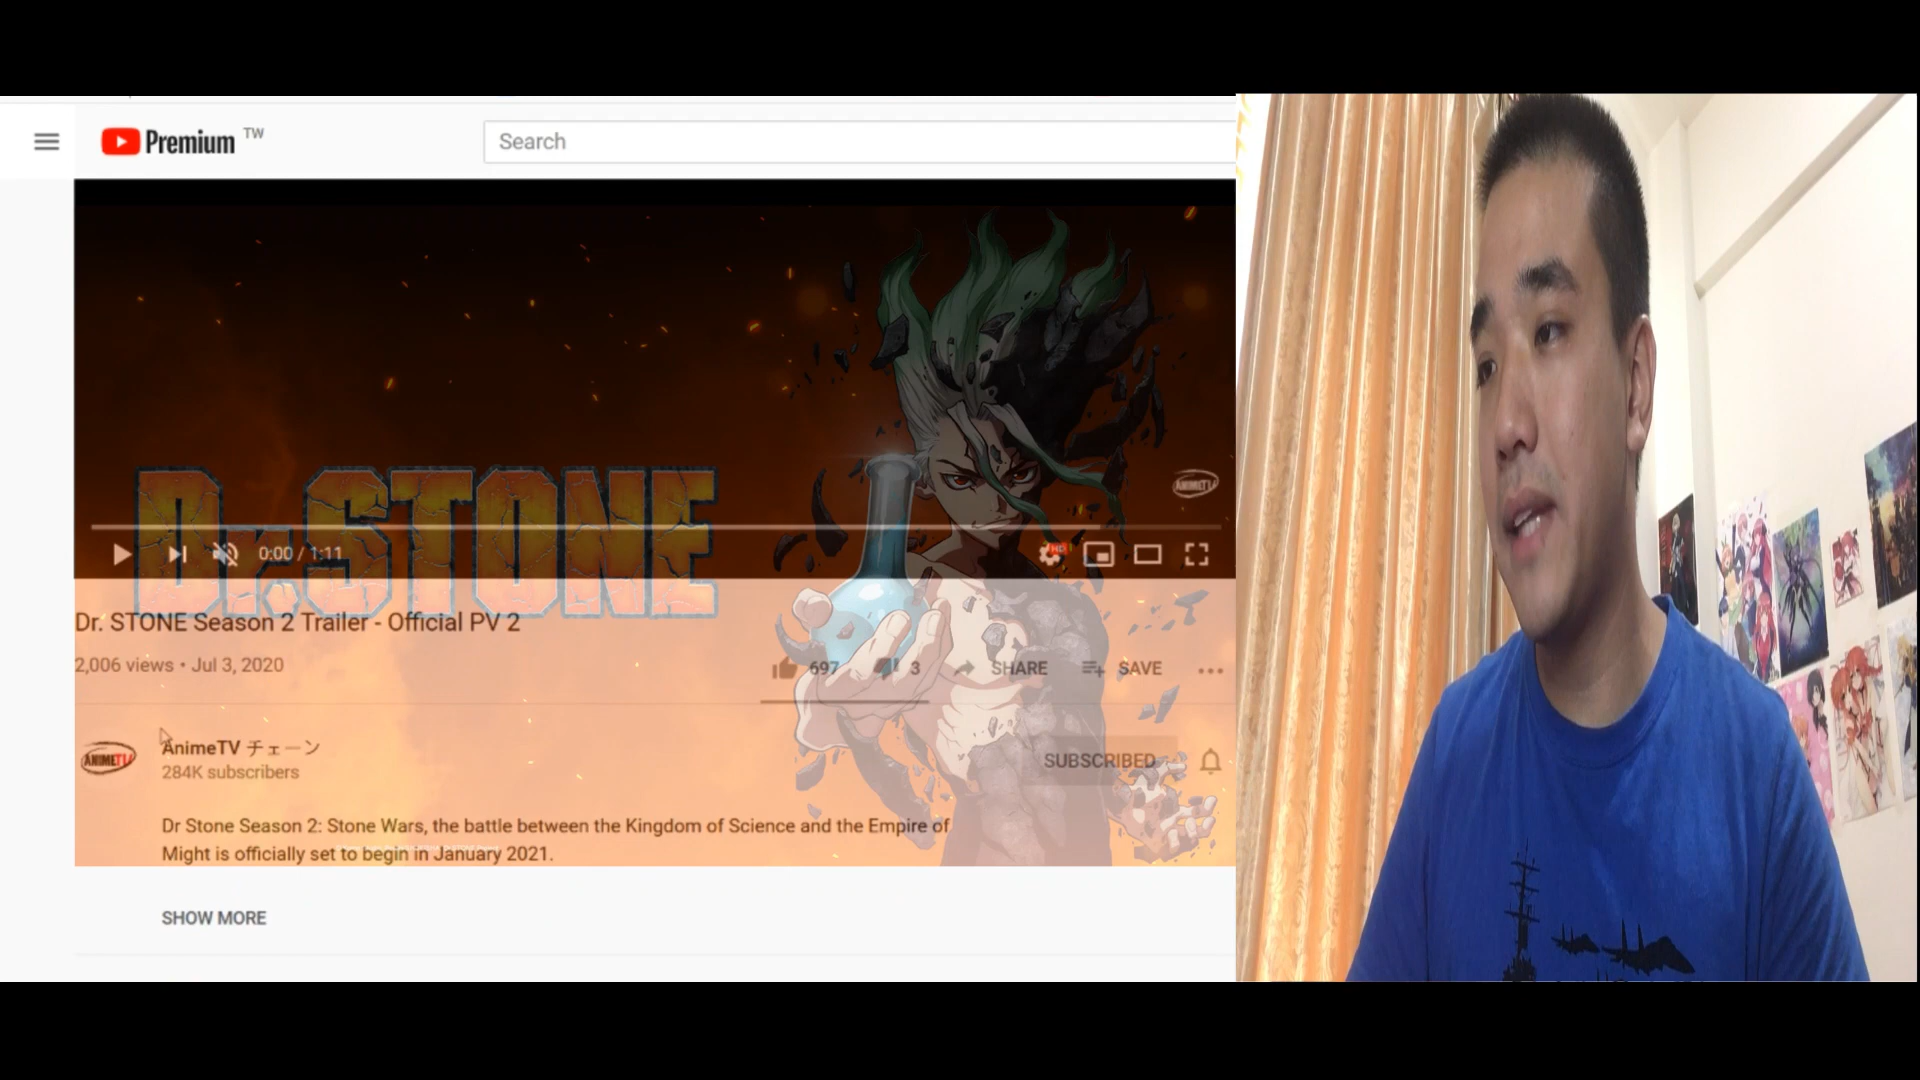 Premium TW
Search
Dr.STONE
ANIMETV
0:00 / 1:11
HD
Dr. STONE Season 2 Trailer - Official PV 2
2,006 views • Jul 3, 2020
697
3
SHARE
SAVE
ANIMETV
AnimeTV チェーン
284K subscribers
SUBSCRIBED
Dr Stone Season 2: Stone Wars, the battle between the Kingdom of Science and the Empire of
Might is officially set to begin in January 2021.
SHOW MORE